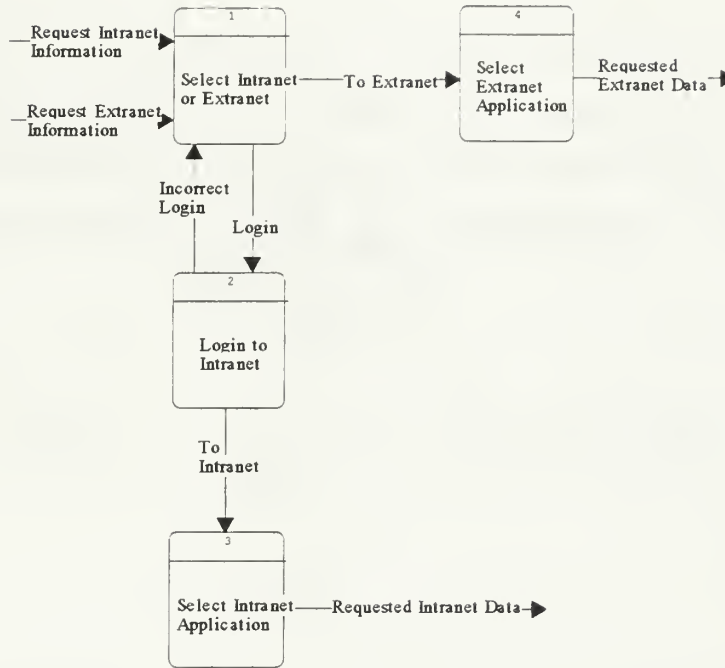 1
Request Intranet
Information
Select Intranet
or Extranet
Request Extranet
Information
To Extranet
4
Select
Extranet
Application
Requested
Extranet Data
Incorrect
Login
Login
2
Login to
Intranet
To
Intranet
3
Select Intranet
Application
Requested Intranet Data